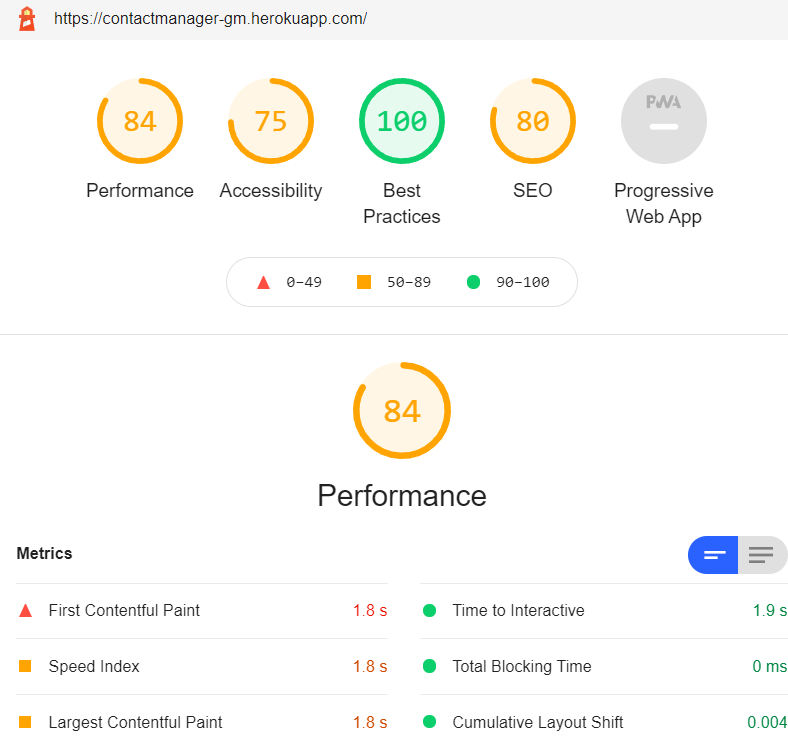 https://contactmanager-gm.herokuapp.com/
84 75 100 80 PWA
Performance Accessibility Best Practices SEO Progressive Web App
0–49 50–89 90–100
84
Performance
Metrics
First Contentful Paint 1.8 s
Time to Interactive 1.9 s
Speed Index 1.8 s
Total Blocking Time 0 ms
Largest Contentful Paint 1.8 s
Cumulative Layout Shift 0.004